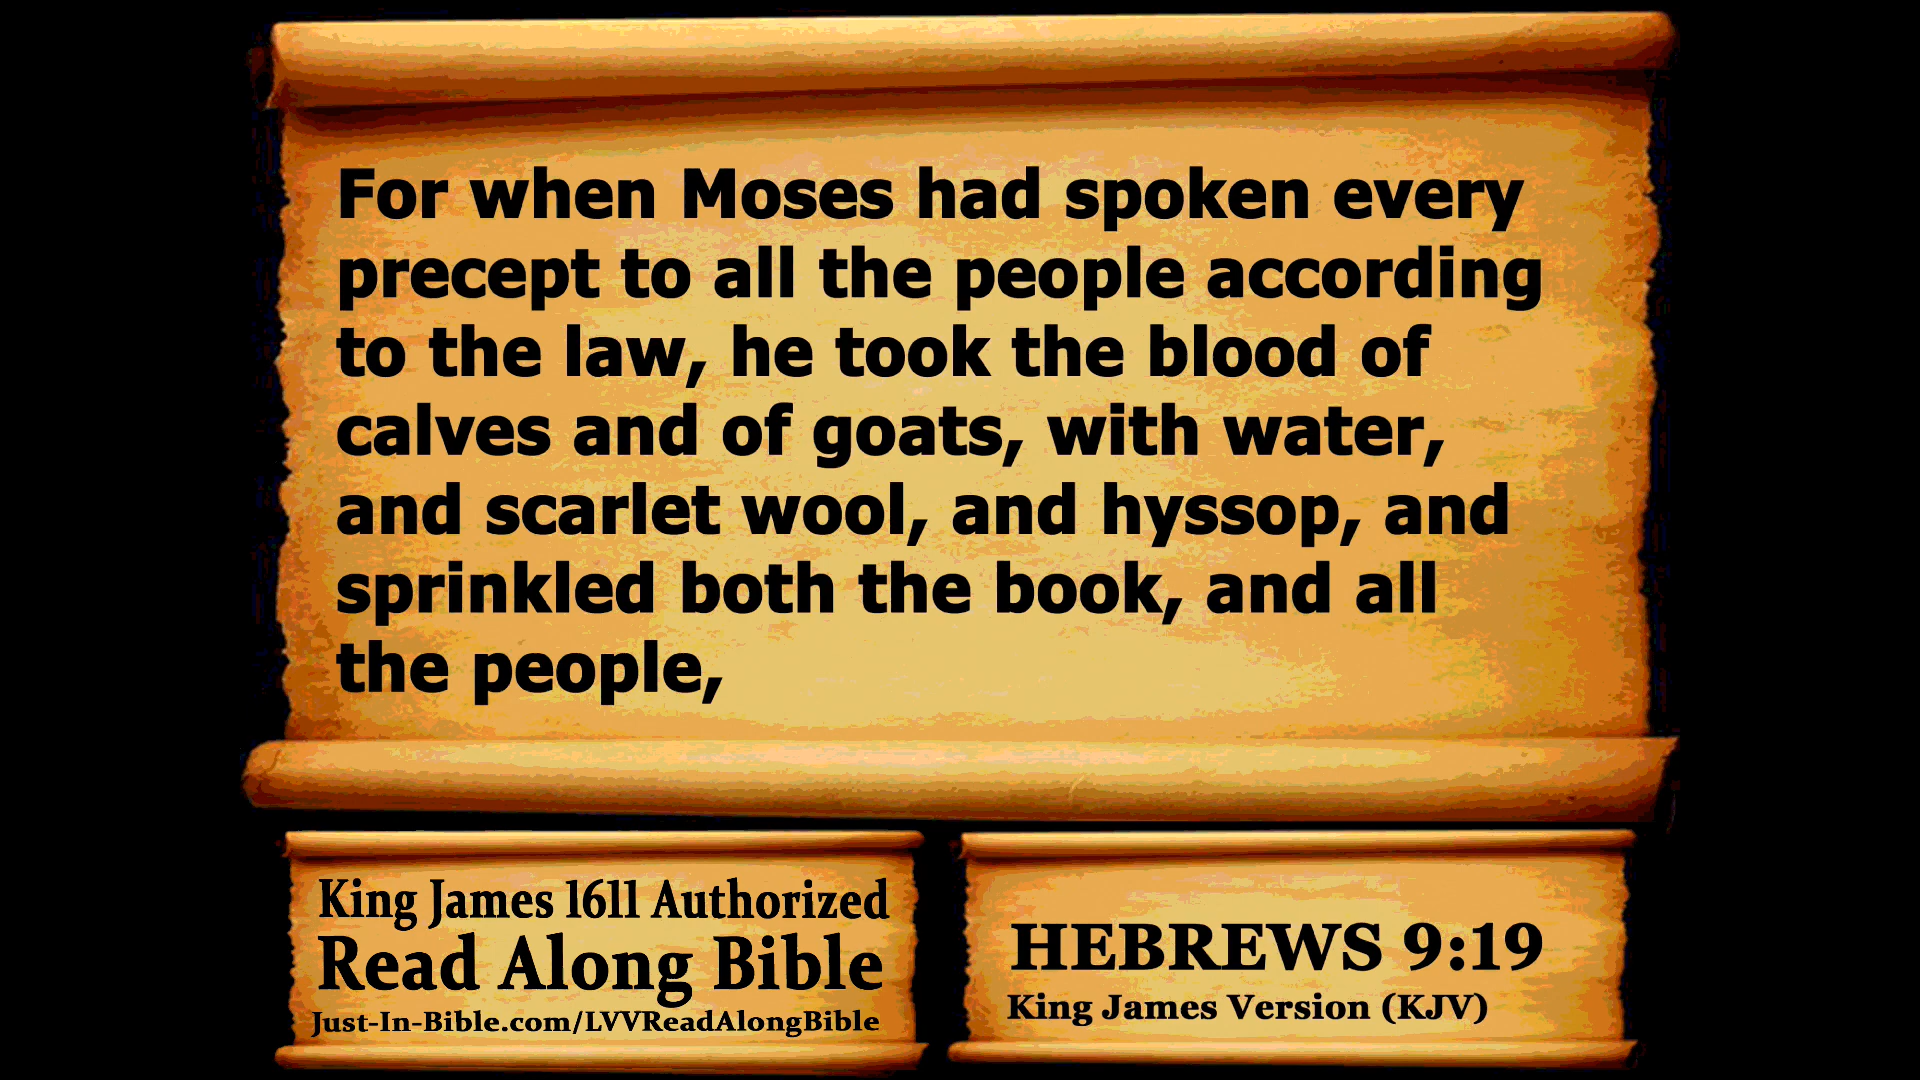 For when Moses had spoken every
precept to all the people according
to the law, he took the blood of
calves and of goats, with water,
and scarlet wool, and hyssop, and
sprinkled both the book, and all
the people,
King James 1611 Authorized
Read Along Bible
Just-In-Bible.com/LVVReadAlongBible
HEBREWS 9:19
King James Version (KJV)